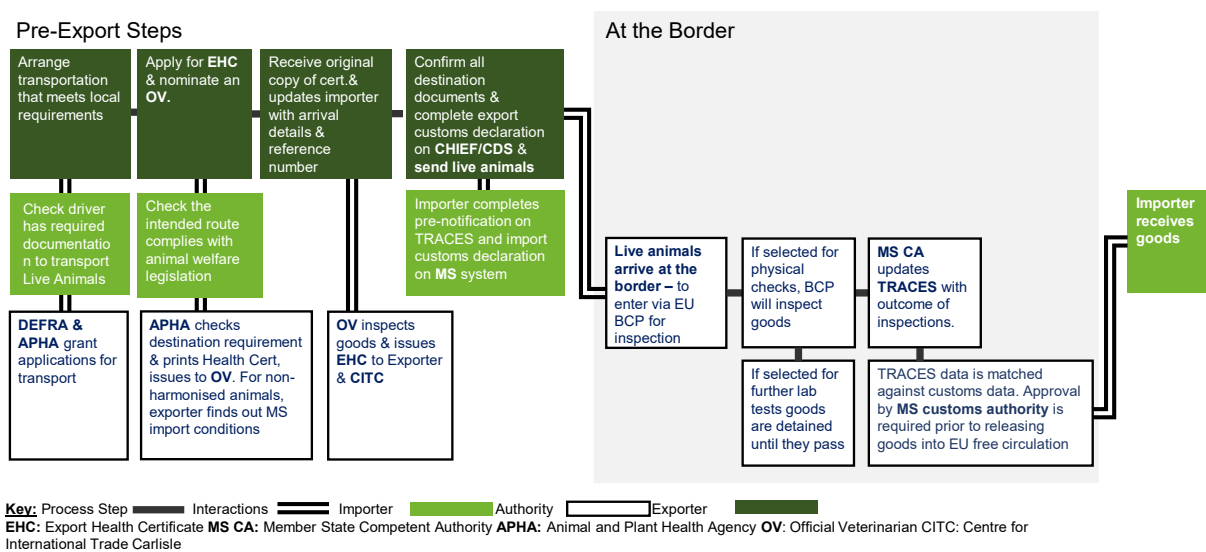 Pre-Export Steps
At the Border
Arrange
transportation
that meets local
requirements
Apply for EHC
& nominate an
OV.
Receive original
copy of cert.&
updates importer
with arrival
details &
reference
number
Confirm all
destination
documents &
complete export
customs declaration
on CHIEF/CDS &
send live animals
Check driver
has required
documentatio
n to transport
Live Animals
Check the
intended route
complies with
animal welfare
legislation
Importer completes
pre-notification on
TRACES and import
customs declaration
on MS system
Importer
receives
goods
DEFRA &
APHA grant
applications for
transport
APHA checks
destination requirement
& prints Health Cert,
issues to OV. For non-
harmonised animals,
exporter finds out MS
import conditions
OV inspects
goods & issues
EHC to Exporter
& CITC
Live animals
arrive at the
border – to
enter via EU
BCP for
inspection
If selected for
physical
checks, BCP
will inspect
goods
MS CA
updates
TRACES with
outcome of
inspections.
If selected for
further lab
tests goods
are detained
until they pass
TRACES data is matched
against customs data. Approval
by MS customs authority is
required prior to releasing
goods into EU free circulation
Key: Process Step Interactions Importer Authority Exporter
EHC: Export Health Certificate MS CA: Member State Competent Authority APHA: Animal and Plant Health Agency OV: Official Veterinarian CITC: Centre for
International Trade Carlisle